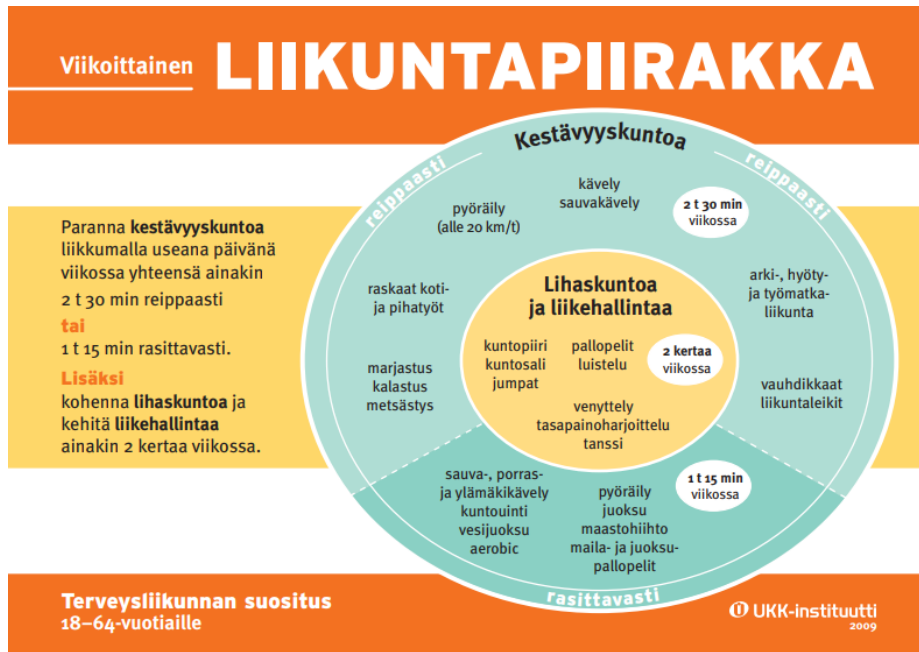 Viikoittainen LIIKUNTAPIIRAKKA
Paranna kestävyyskuntoa
liikkumalla useana päivänä
viikossa yhteensä ainakin
2 t 30 min reippaasti
tai
1 t 15 min rasittavasti.
Lisäksi
kohenna lihaskuntoa ja
kehitä liikehallintaa
ainakin 2 kertaa viikossa.
Kestävyyskuntoa
reippaasti
reippaasti
kävely
sauvakävely
2 t 30 min
viikossa
pyöräily
(alle 20 km/t)
arki-, hyöty-
ja työmatka-
liikunta
raskaat koti-
ja pihatyöt
vauhdikkaat
liikuntaleikit
marjastus
kalastus
metsästys
Lihaskuntoa
ja liikehallintaa
kuntopiiri
kuntosali
jumpat
pallopelit
luistelu
2 kertaa
viikossa
venyttely
tasapainoharjoittelu
tanssi
sauva-, porras-
ja ylämäkikävely
kuntouinti
vesijuoksu
aerobic
pyöräily
juoksu
maastohiihto
maila- ja juoksu-
pallopelit
1 t 15 min
viikossa
rasittavasti
Terveysliikunnan suositus
18–64-vuotiaille
UKK-instituutti
2009